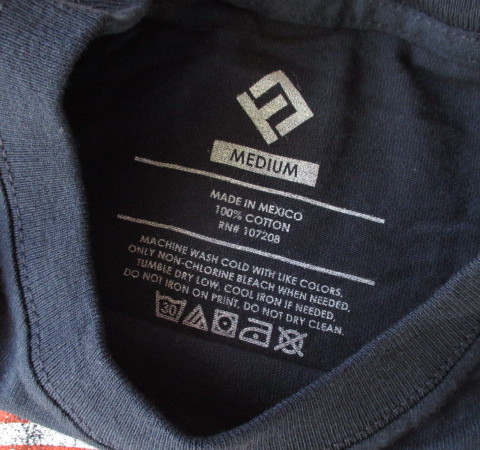 MEDIUM
MADE IN MEXICO
100% COTTON
RN# 107208
MACHINE WASH COLD WITH LIKE COLORS,
ONLY NON-CHLORINE BLEACH WHEN NEEDED,
TUMBLE DRY LOW, COOL IRON IF NEEDED,
DO NOT IRON ON PRINT, DO NOT DRY CLEAN.
30